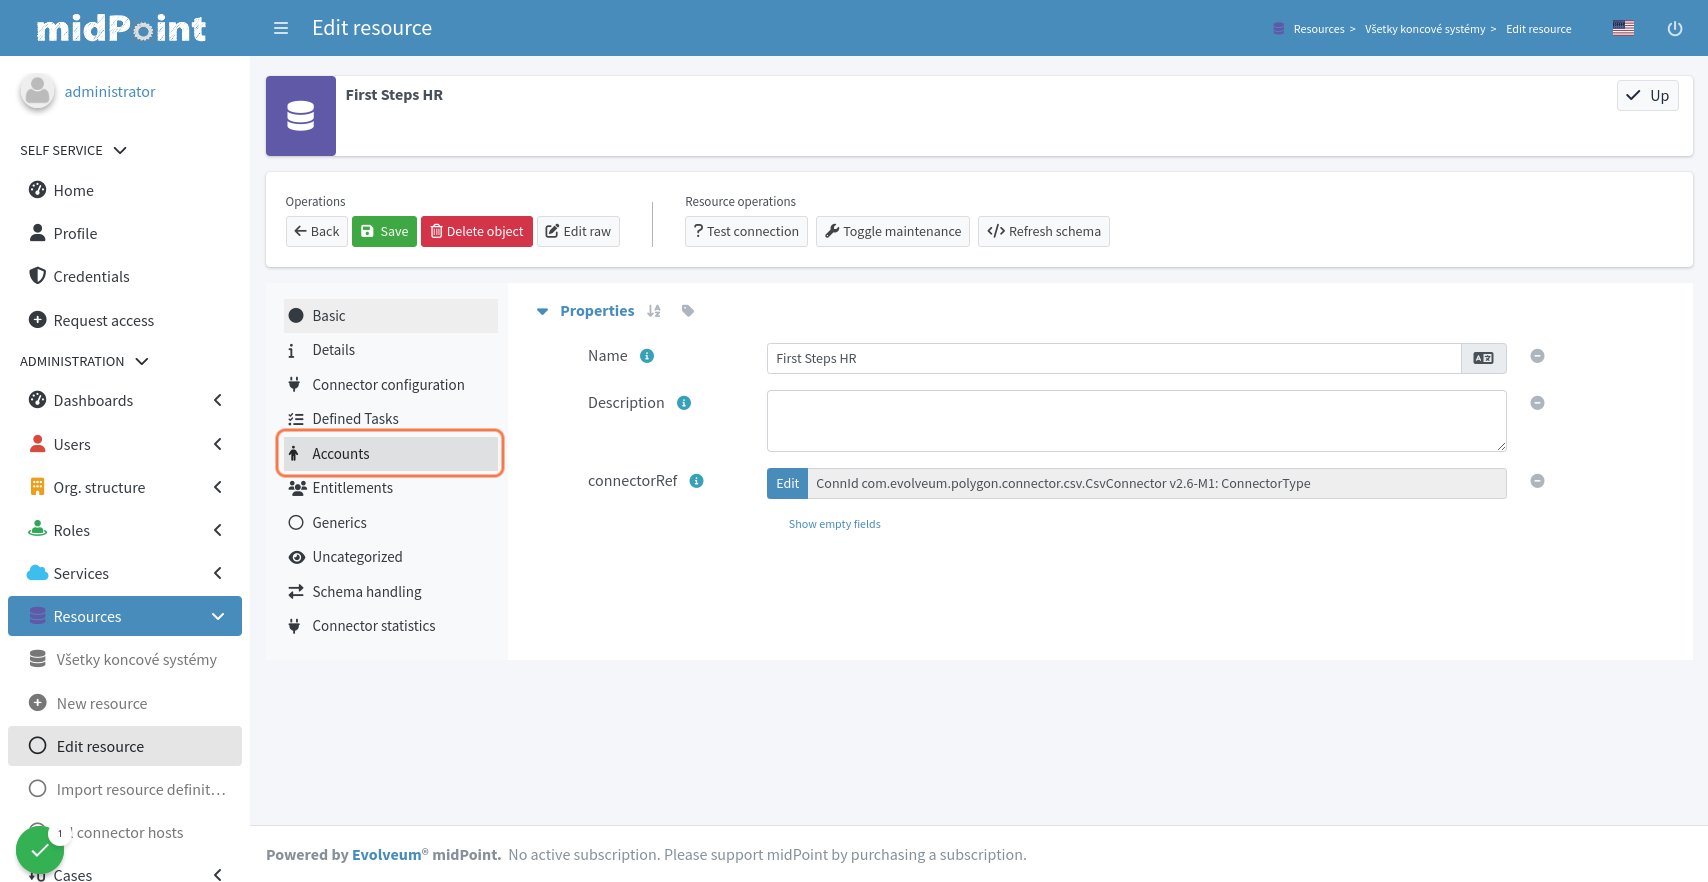 midPoint
Edit resource
Resources > Všetky koncové systémy > Edit resource
administrator
SELF SERVICE
Home
Profile
Credentials
Request access
ADMINISTRATION
Dashboards
Users
Org. structure
Roles
Services
Resources
Všetky koncové systémy
New resource
Edit resource
Import resource definit...
connector hosts
1
Cases
First Steps HR
Up
Operations
Back Save Delete object Edit raw
Resource operations
? Test connection Toggle maintenance Refresh schema
Basic
Details
Connector configuration
Defined Tasks
Accounts
Entitlements
Generics
Uncategorized
Schema handling
Connector statistics
Properties
Name First Steps HR
Description
connectorRef Edit ConnId com.evolveum.polygon.connector.csv.CsvConnector v2.6-M1: ConnectorType
Show empty fields
Powered by Evolveum® midPoint. No active subscription. Please support midPoint by purchasing a subscription.